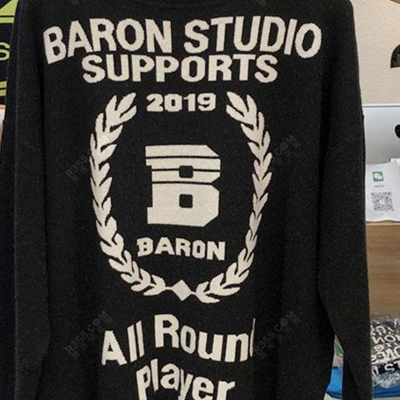 BARON STUDIO
SUPPORTS
2019
B
BARON
All Round
Player